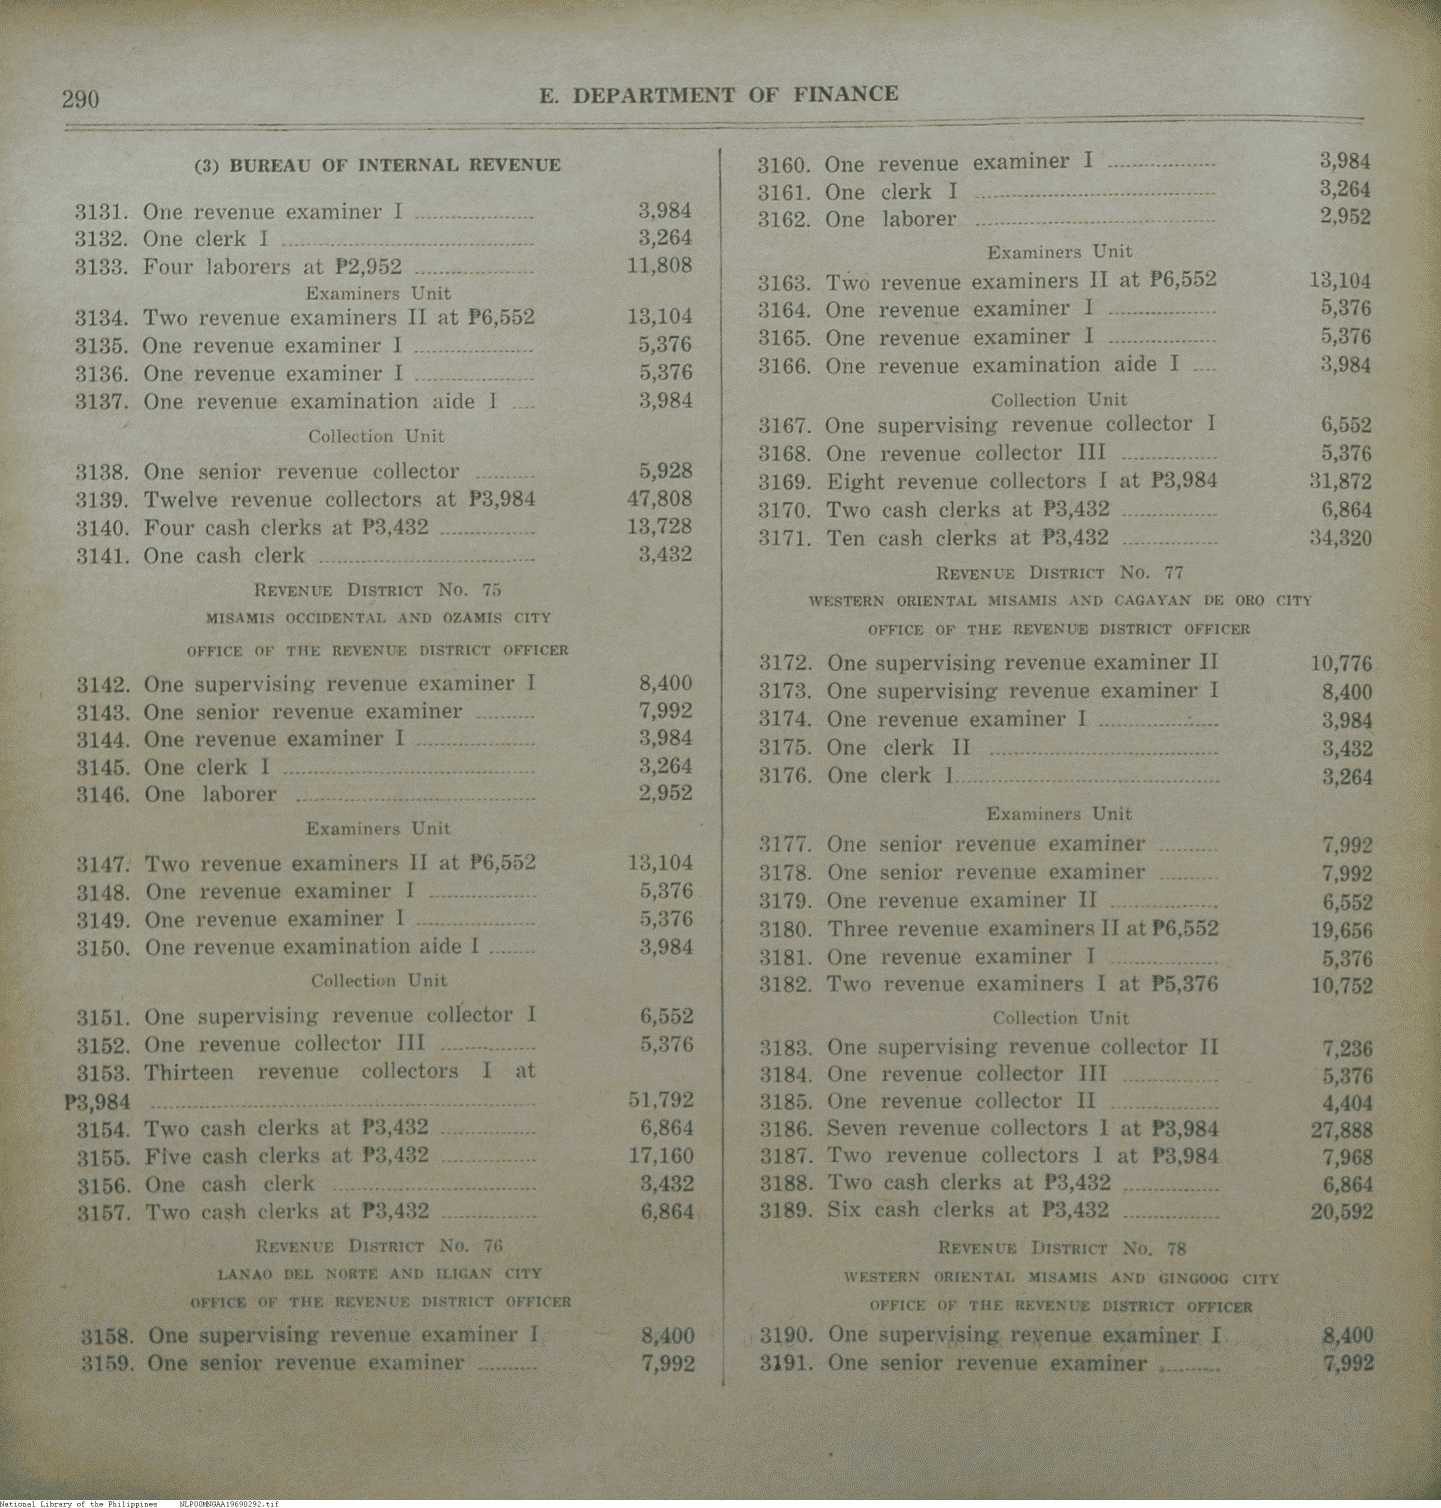 290
E. DEPARTMENT OF FINANCE
(3) BUREAU OF INTERNAL REVENUE
3131. One revenue examiner I .................... 3,984
3132. One clerk I .................... 3,264
3133. Four laborers at ₱2,952 .................... 11,808
Examiners Unit
3134. Two revenue examiners II at ₱6,552 13,104
3135. One revenue examiner I .................... 5,376
3136. One revenue examiner I .................... 5,376
3137. One revenue examination aide I .... 3,984
Collection Unit
3138. One senior revenue collector .......... 5,928
3139. Twelve revenue collectors at ₱3,984 47,808
3140. Four cash clerks at ₱3,432 ................ 13,728
3141. One cash clerk .................... 3,432
REVENUE DISTRICT NO. 75
MISAMIS OCCIDENTAL AND OZAMIS CITY
OFFICE OF THE REVENUE DISTRICT OFFICER
3142. One supervising revenue examiner I 8,400
3143. One senior revenue examiner .......... 7,992
3144. One revenue examiner I .................... 3,984
3145. One clerk I .................... 3,264
3146. One laborer .................... 2,952
Examiners Unit
3147. Two revenue examiners II at ₱6,552 13,104
3148. One revenue examiner I .................. 5,376
3149. One revenue examiner I .................... 5,376
3150. One revenue examination aide I ........ 3,984
Collection Unit
3151. One supervising revenue collector I 6,552
3152. One revenue collector III ................ 5,376
3153. Thirteen revenue collectors I at
₱3,984 .................... 51,792
3154. Two cash clerks at ₱3,432 ................ 6,864
3155. Five cash clerks at ₱3,432 ................ 17,160
3156. One cash clerk .................... 3,432
3157. Two cash clerks at ₱3,432 ................ 6,864
REVENUE DISTRICT NO. 76
LANAO DEL NORTE AND ILIGAN CITY
OFFICE OF THE REVENUE DISTRICT OFFICER
3158. One supervising revenue examiner I 8,400
3159. One senior revenue examiner .......... 7,992
3160. One revenue examiner I .................. 3,984
3161. One clerk I .................... 3,264
3162. One laborer .................... 2,952
Examiners Unit
3163. Two revenue examiners II at ₱6,552 13,104
3164. One revenue examiner I .................. 5,376
3165. One revenue examiner I .................. 5,376
3166. One revenue examination aide I .... 3,984
Collection Unit
3167. One supervising revenue collector I 6,552
3168. One revenue collector III ................ 5,376
3169. Eight revenue collectors I at ₱3,984 31,872
3170. Two cash clerks at ₱3,432 ................ 6,864
3171. Ten cash clerks at ₱3,432 ................ 34,320
REVENUE DISTRICT NO. 77
WESTERN ORIENTAL MISAMIS AND CAGAYAN DE ORO CITY
OFFICE OF THE REVENUE DISTRICT OFFICER
3172. One supervising revenue examiner II 10,776
3173. One supervising revenue examiner I 8,400
3174. One revenue examiner I .................... 3,984
3175. One clerk II .................... 3,432
3176. One clerk I.................... 3,264
Examiners Unit
3177. One senior revenue examiner .......... 7,992
3178. One senior revenue examiner .......... 7,992
3179. One revenue examiner II .................. 6,552
3180. Three revenue examiners II at ₱6,552 19,656
3181. One revenue examiner I .................. 5,376
3182. Two revenue examiners I at ₱5,376 10,752
Collection Unit
3183. One supervising revenue collector II 7,236
3184. One revenue collector III ................ 5,376
3185. One revenue collector II .................. 4,404
3186. Seven revenue collectors I at ₱3,984 27,888
3187. Two revenue collectors I at ₱3,984 7,968
3188. Two cash clerks at ₱3,432 ................ 6,864
3189. Six cash clerks at ₱3,432 ................ 20,592
REVENUE DISTRICT NO. 78
WESTERN ORIENTAL MISAMIS AND GINGOOG CITY
OFFICE OF THE REVENUE DISTRICT OFFICER
3190. One supervising revenue examiner I 8,400
3191. One senior revenue examiner .......... 7,992
National Library of the Philippines NLPO0MNGAA19690292.tif